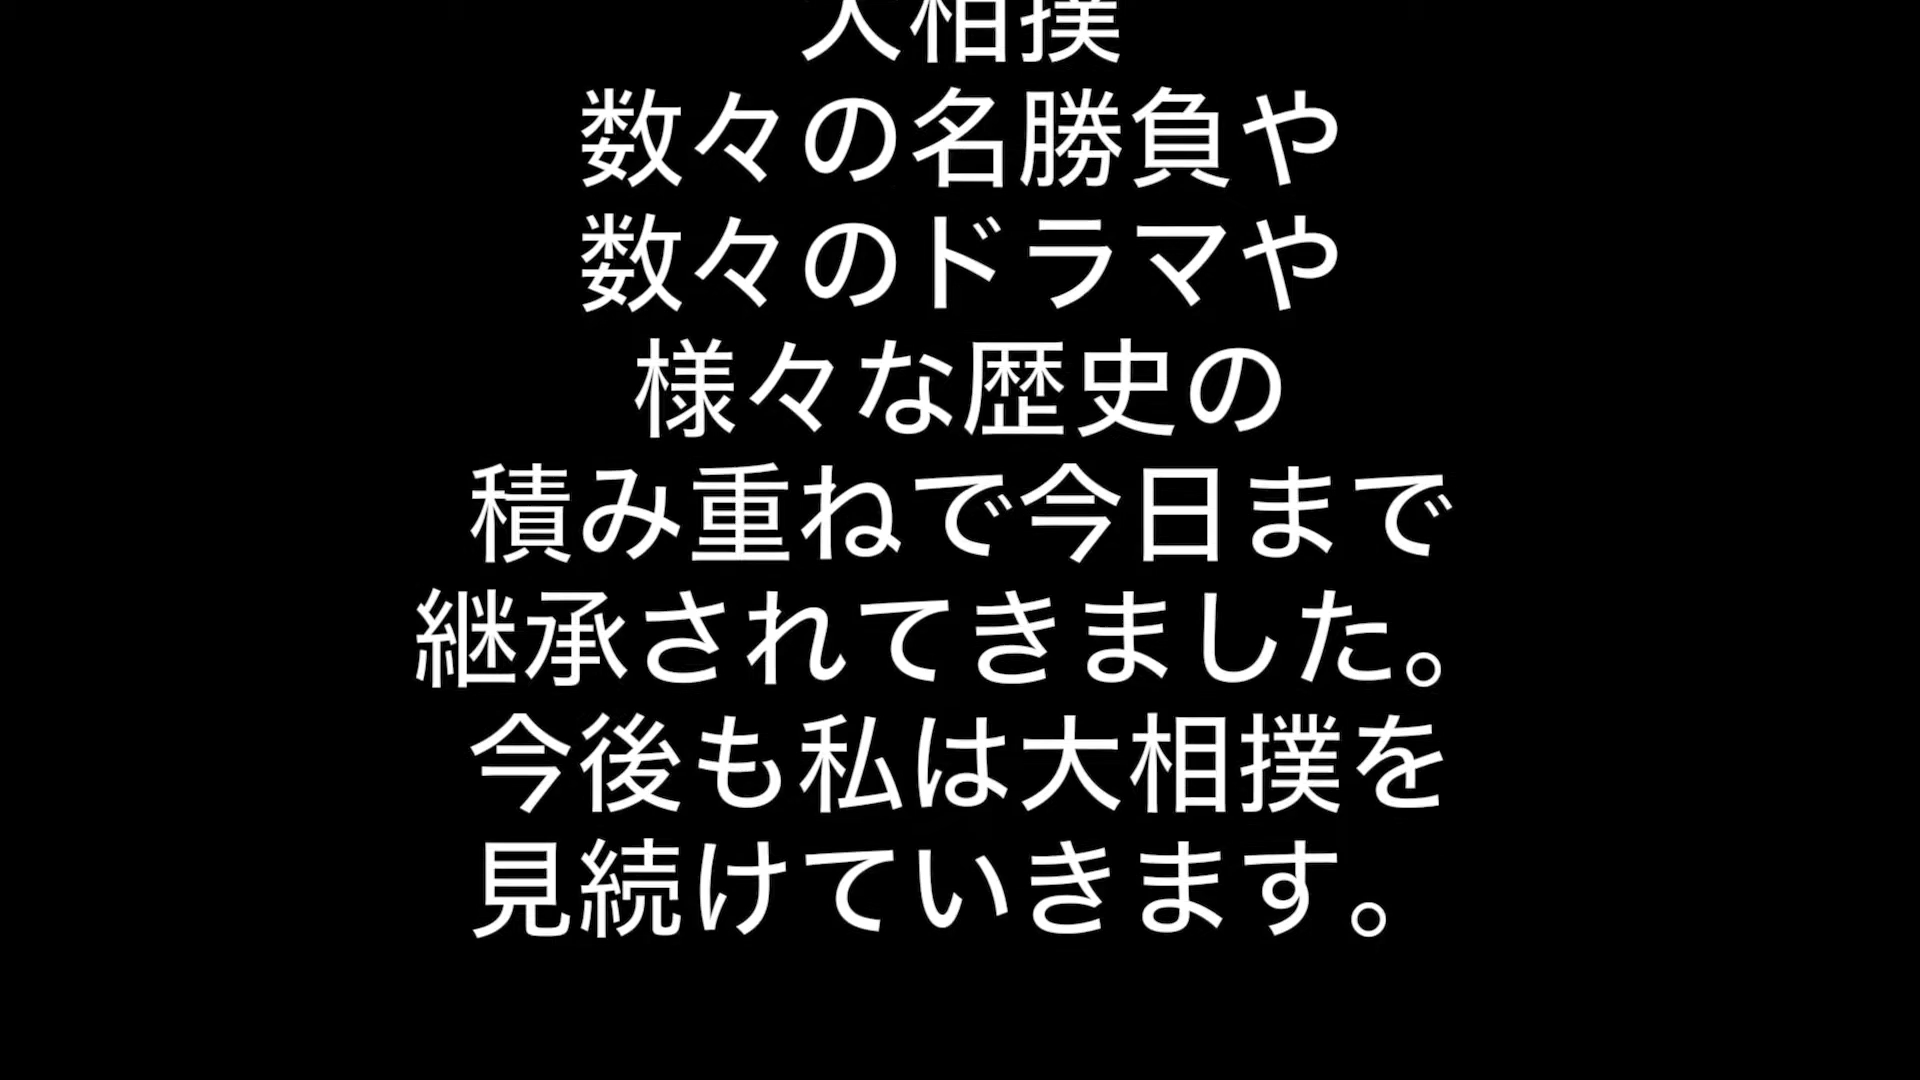 大相撲
数々の名勝負や
数々のドラマや
様々な歴史の
積み重ねで今日まで
継承されてきました。
今後も私は大相撲を
見続けていきます。